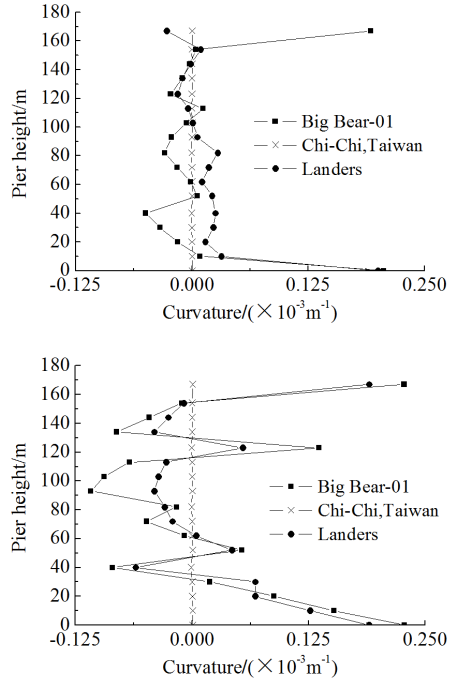 180
160
140
120
100
80
60
40
20
0
Pier height/m
Big Bear-01
Chi-Chi,Taiwan
Landers
-0.125 0.000 0.125 0.250
Curvature/(×10⁻³m⁻¹)
180
160
140
120
100
80
60
40
20
0
Pier height/m
Big Bear-01
Chi-Chi,Taiwan
Landers
-0.125 0.000 0.125 0.250
Curvature/(×10⁻³m⁻¹)